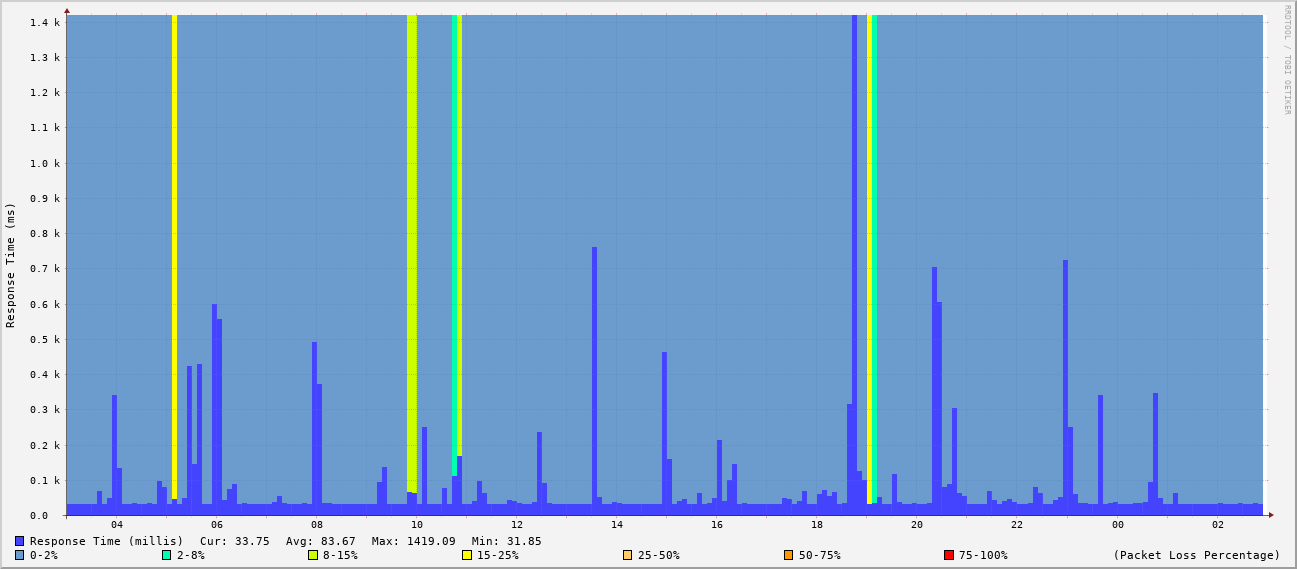 1.4 k
1.3 k
1.2 k
1.1 k
1.0 k
0.9 k
0.8 k
0.7 k
0.6 k
0.5 k
0.4 k
0.3 k
0.2 k
0.1 k
0.0
Response Time (ms)
RRDTOOL / TOBI OETIKER
04 06 08 10 12 14 16 18 20 22 00 02
Response Time (millis) Cur: 33.75 Avg: 83.67 Max: 1419.09 Min: 31.85
0-2% 2-8% 8-15% 15-25% 25-50% 50-75% 75-100% (Packet Loss Percentage)